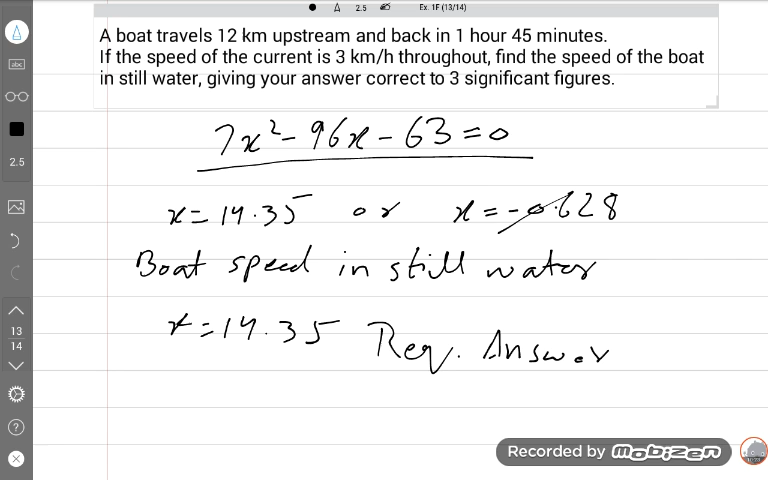 2.5 Ex. 1F (13/14)
A boat travels 12 km upstream and back in 1 hour 45 minutes.
If the speed of the current is 3 km/h throughout, find the speed of the boat
in still water, giving your answer correct to 3 significant figures.
abc
2.5
13
14
7x²-96x-63=0
x=14.35 or x=-0.628
Boat speed in still water
x=14.35 Req. Answer
Recorded by Mobizen